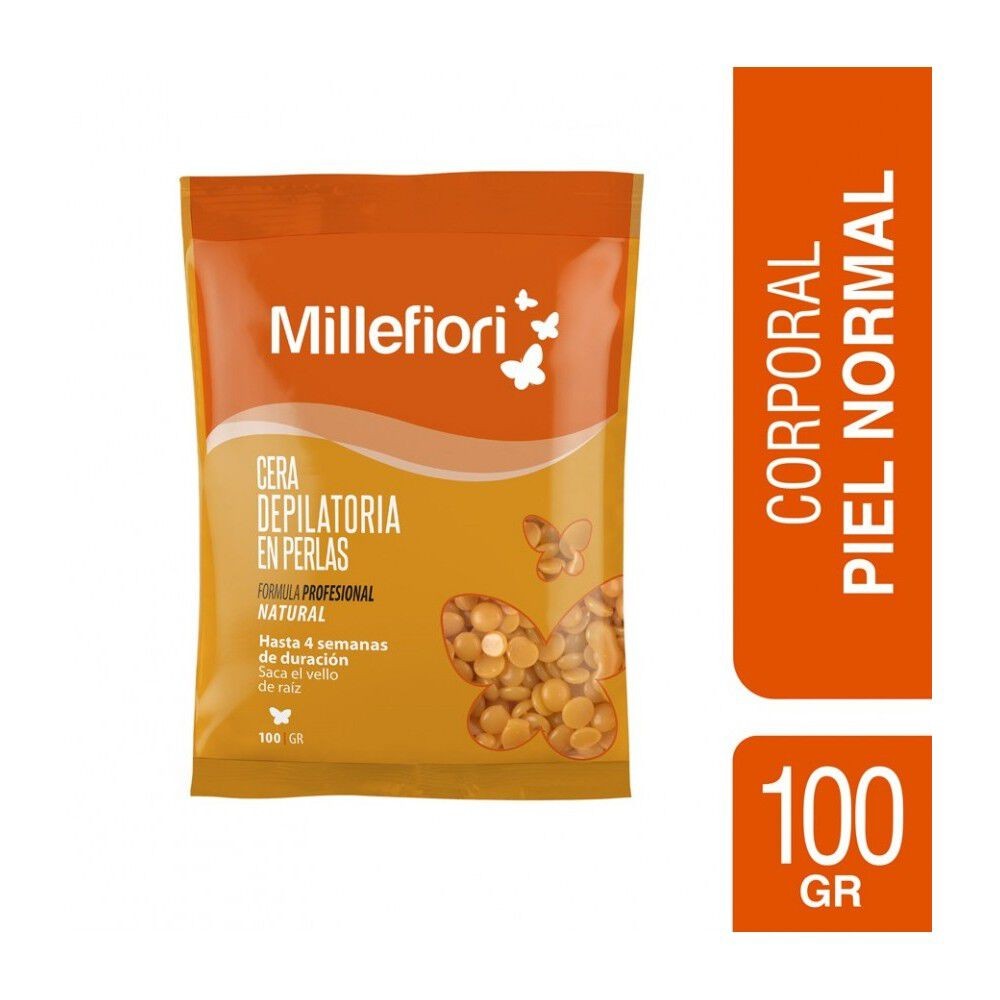 Millefiori
CERA
DEPILATORIA
EN PERLAS
FORMULA PROFESIONAL
NATURAL
Hasta 4 semanas
de duración
Saca el vello
de raíz
100 | GR
CORPORAL
PIEL NORMAL
100
GR